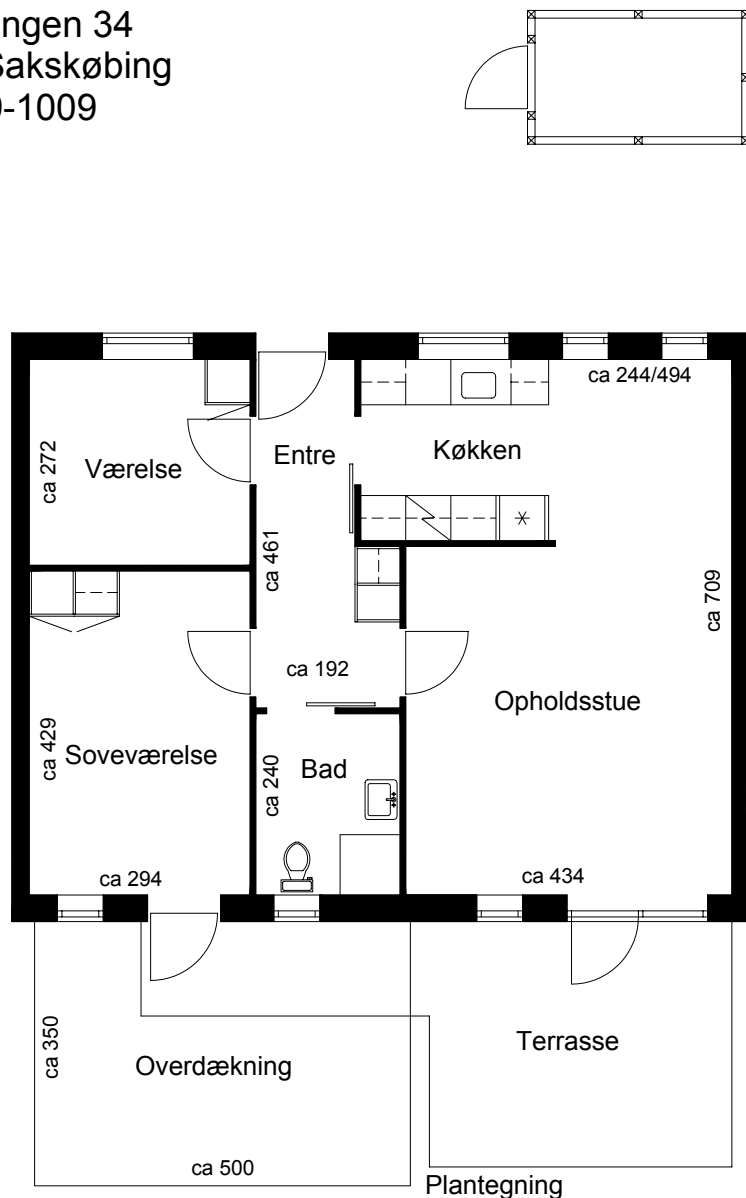 ngen 34
Sakskøbing
-1009
ca 244/494
Køkken
Entre
Værelse
ca 272
ca 461
ca 709
ca 192
Opholdsstue
ca 429
Soveværelse
Bad
ca 240
ca 294
ca 434
ca 350
Terrasse
Overdækning
ca 500
Plantegning